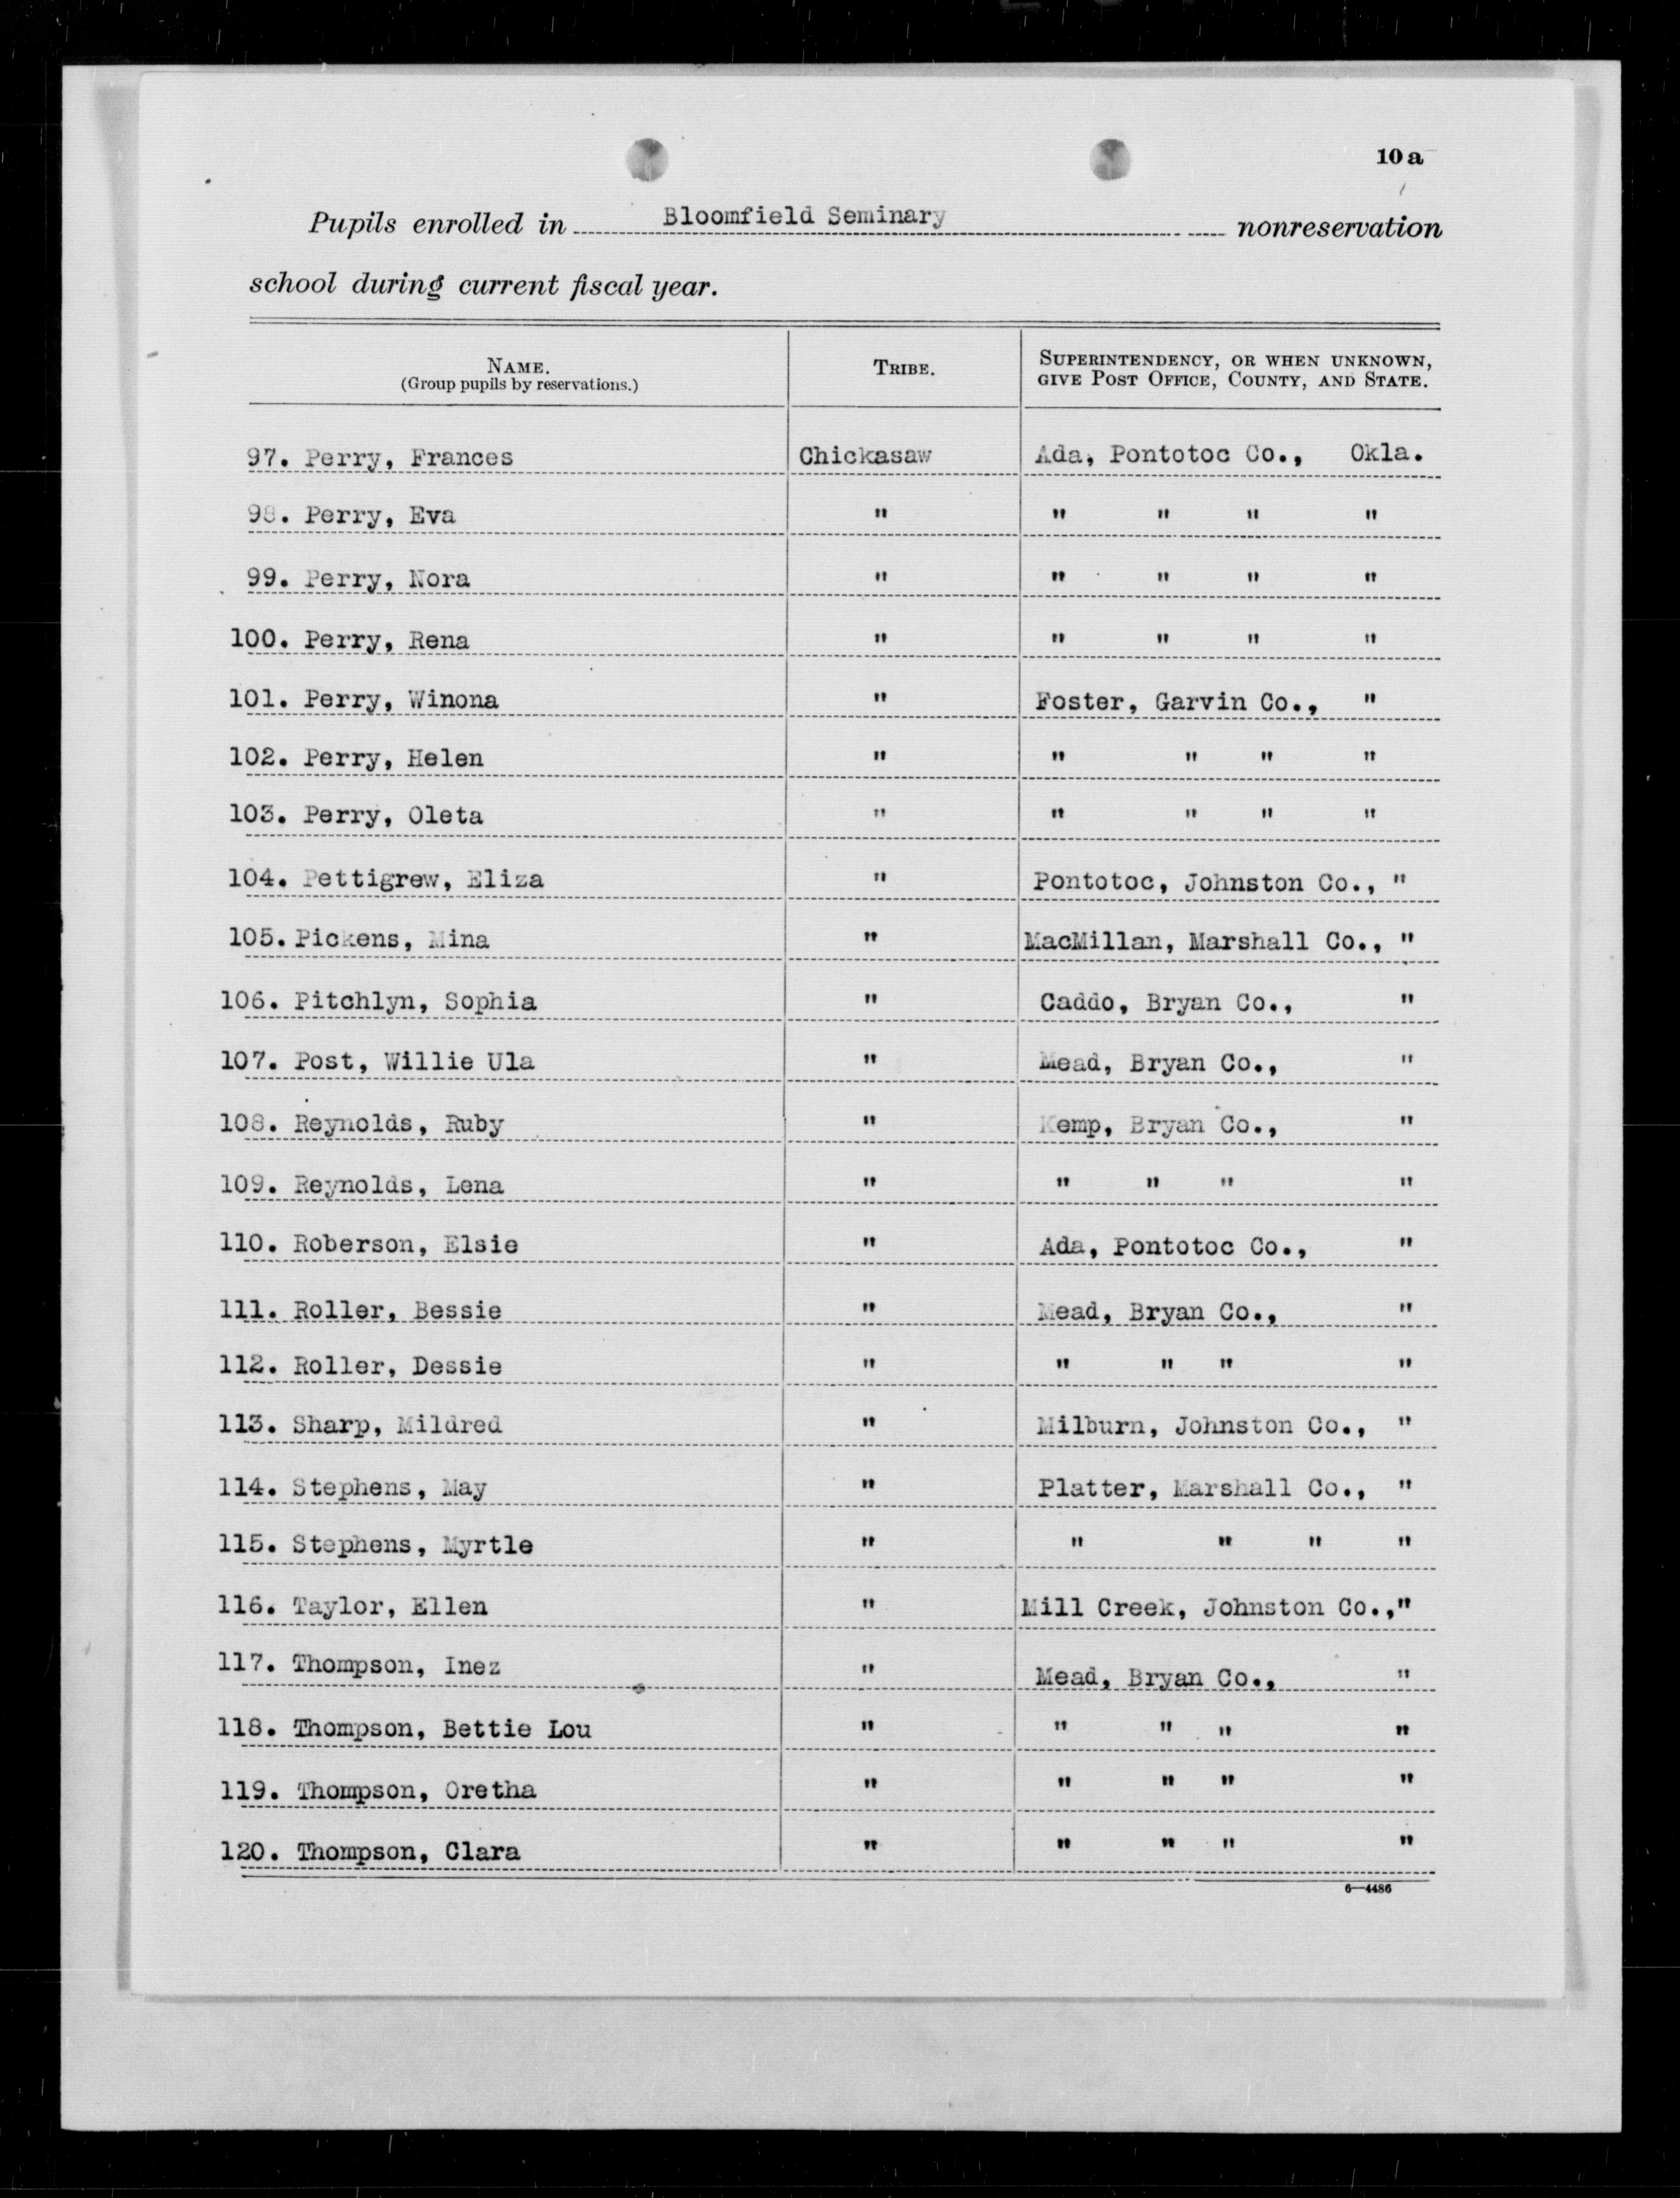 10a
Pupils enrolled in Bloomfield Seminary nonreservation
school during current fiscal year.
NAME. TRIBE. SUPERINTENDENCY, OR WHEN UNKNOWN,
(Group pupils by reservations.) GIVE POST OFFICE, COUNTY, AND STATE.
97. Perry, Frances Chickasaw Ada, Pontotoc Co., Okla.
98. Perry, Eva " " " " "
99. Perry, Nora " " " " "
100. Perry, Rena " " " " "
101. Perry, Winona " Foster, Garvin Co., "
102. Perry, Helen " " " " "
103. Perry, Oleta " " " " "
104. Pettigrew, Eliza " Pontotoc, Johnston Co., "
105. Pickens, Mina " MacMillan, Marshall Co., "
106. Pitchlyn, Sophia " Caddo, Bryan Co., "
107. Post, Willie Ula " Mead, Bryan Co., "
108. Reynolds, Ruby " Kemp, Bryan Co., "
109. Reynolds, Lena " " " " "
110. Roberson, Elsie " Ada, Pontotoc Co., "
111. Roller, Bessie " Mead, Bryan Co., "
112. Roller, Dessie " " " " "
113. Sharp, Mildred " Milburn, Johnston Co., "
114. Stephens, May " Platter, Marshall Co., "
115. Stephens, Myrtle " " " " "
116. Taylor, Ellen " Mill Creek, Johnston Co.,"
117. Thompson, Inez " Mead, Bryan Co., "
118. Thompson, Bettie Lou " " " " "
119. Thompson, Oretha " " " " "
120. Thompson, Clara " " " " "
6—4486